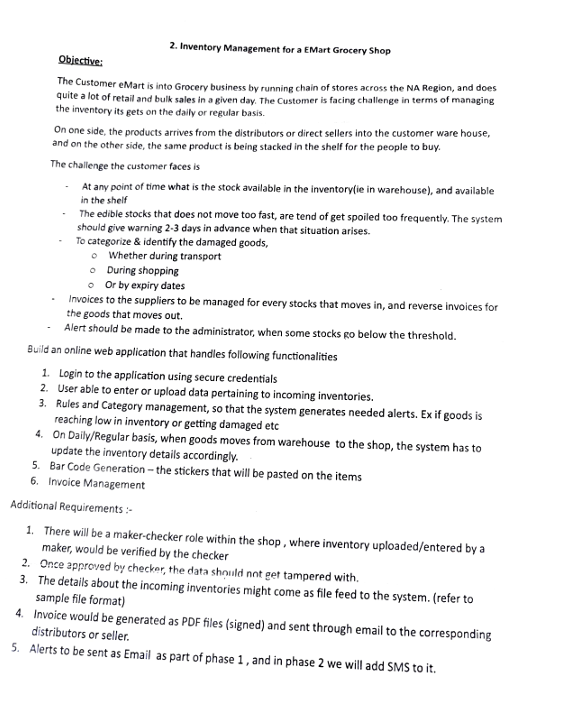 2. Inventory Management for a EMart Grocery Shop
Objective:
The Customer eMart is into Grocery business by running chain of stores across the NA Region, and does
quite a lot of retail and bulk sales in a given day. The Customer is facing challenge in terms of managing
the inventory its gets on the daily or regular basis.
On one side, the products arrives from the distributors or direct sellers into the customer ware house,
and on the other side, the same product is being stacked in the shelf for the people to buy.
The challenge the customer faces is
- At any point of time what is the stock available in the inventory(ie in warehouse), and available
in the shelf
- The edible stocks that does not move too fast, are tend of get spoiled too frequently. The system
should give warning 2-3 days in advance when that situation arises.
- To categorize & identify the damaged goods,
o Whether during transport
o During shopping
o Or by expiry dates
- Invoices to the suppliers to be managed for every stocks that moves in, and reverse invoices for
the goods that moves out.
- Alert should be made to the administrator, when some stocks go below the threshold.
Build an online web application that handles following functionalities
1. Login to the application using secure credentials
2. User able to enter or upload data pertaining to incoming inventories.
3. Rules and Category management, so that the system generates needed alerts. Ex if goods is
reaching low in inventory or getting damaged etc
4. On Daily/Regular basis, when goods moves from warehouse to the shop, the system has to
update the inventory details accordingly.
5. Bar Code Generation – the stickers that will be pasted on the items
6. Invoice Management
Additional Requirements :-
1. There will be a maker-checker role within the shop , where inventory uploaded/entered by a
maker, would be verified by the checker
2. Once approved by checker, the data should not get tampered with.
3. The details about the incoming inventories might come as file feed to the system. (refer to
sample file format)
4. Invoice would be generated as PDF files (signed) and sent through email to the corresponding
distributors or seller.
5. Alerts to be sent as Email as part of phase 1 , and in phase 2 we will add SMS to it.